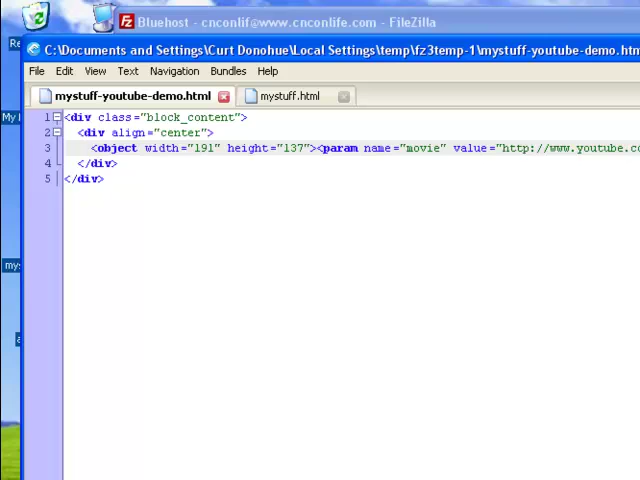 Bluehost - cnconlif@www.cnconlife.com - FileZilla
Re
C:\Documents and Settings\Curt Donohue\Local Settings\temp\fz3temp-1\mystuff-youtube-demo.htm
File Edit View Text Navigation Bundles Help
mystuff-youtube-demo.html mystuff.html
My
1 <div class="block_content">
2 <div align="center">
3 <object width="191" height="137"><param name="movie" value="http://www.youtube.co
4 </div>
5 </div>
mys
a